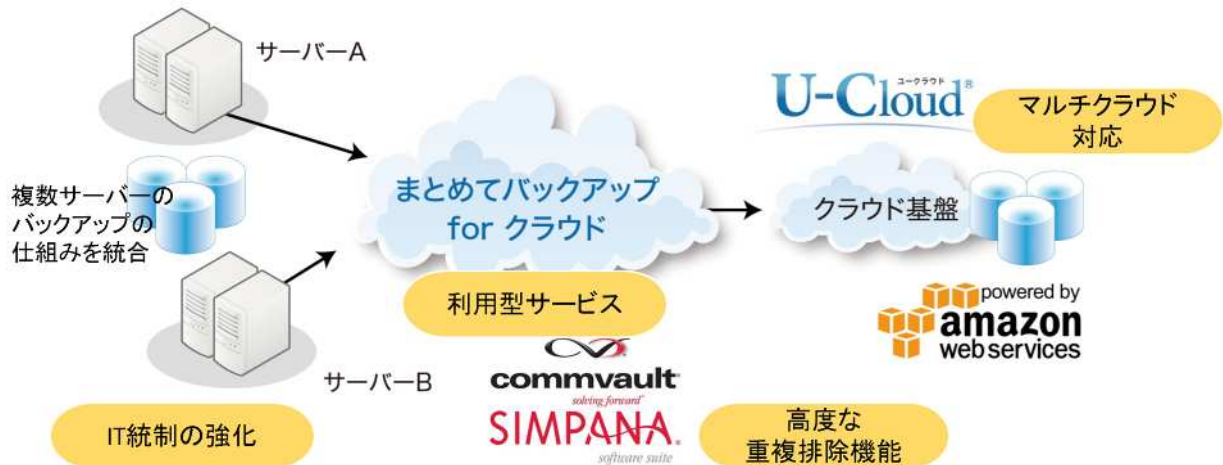 サーバーA
複数サーバーの
バックアップの
仕組みを統合
サーバーB
IT統制の強化
まとめてバックアップ
for クラウド
利用型サービス
commvault®
solving forward™
SIMPANA®
software suite
高度な
重複排除機能
ユークラウド
U-Cloud®
マルチクラウド
対応
クラウド基盤
powered by
amazon
webservices